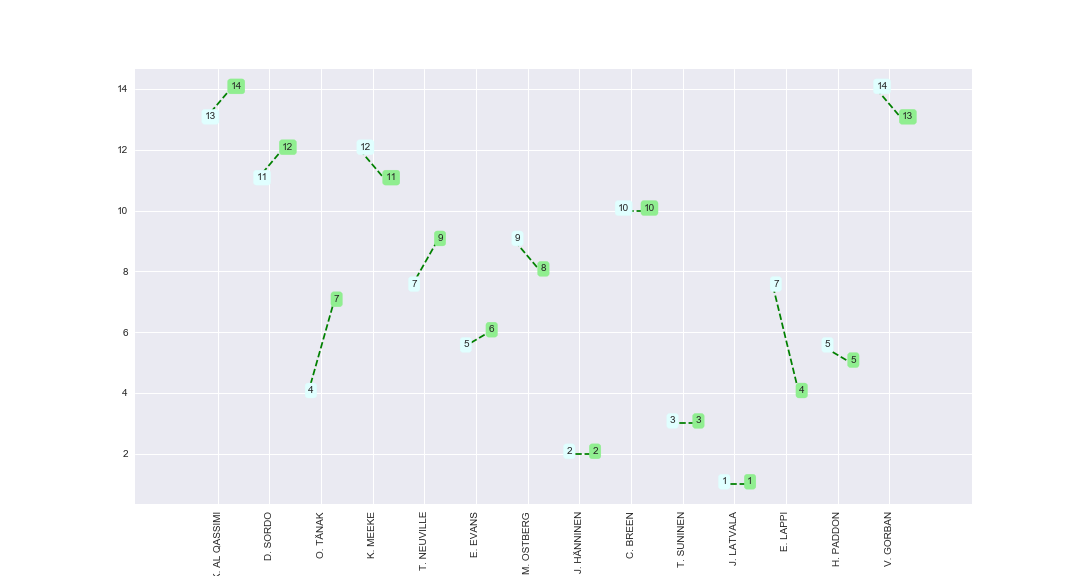 14
12
10
8
6
4
2
13 14
11 12
4 7
12 11
7 9
5 6
9 8
2 2
10 10
3 3
1 1
7 4
5 5
14 13
AL QASSIMI
D. SORDO
O. TÄNAK
K. MEEKE
T. NEUVILLE
E. EVANS
M. OSTBERG
J. HÄNNINEN
C. BREEN
T. SUNINEN
J. LATVALA
E. LAPPI
H. PADDON
V. GORBAN